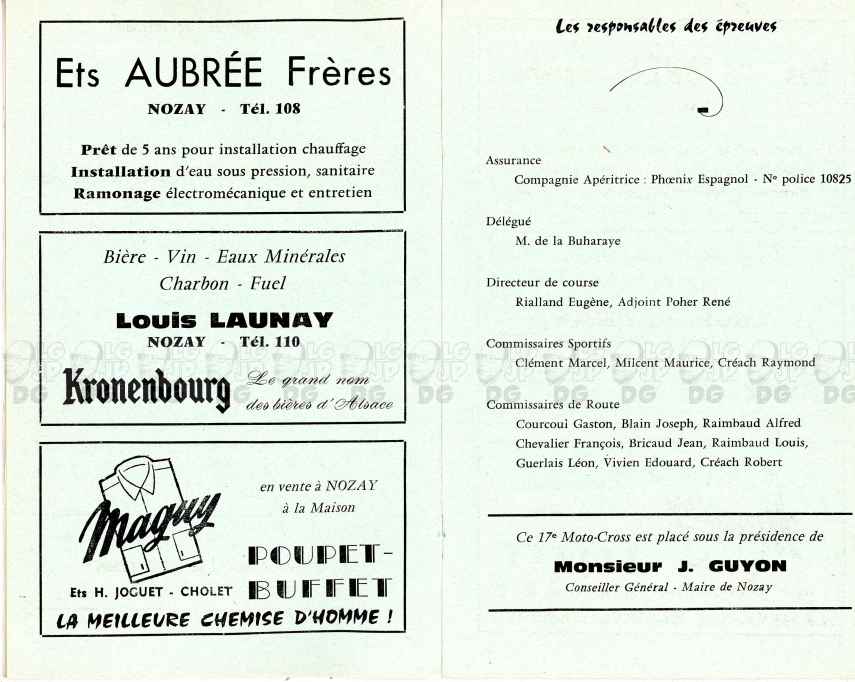 Ets AUBRÉE Frères
NOZAY - Tél. 108
Prêt de 5 ans pour installation chauffage
Installation d'eau sous pression, sanitaire
Ramonage électromécanique et entretien
Bière - Vin - Eaux Minérales
Charbon - Fuel
Louis LAUNAY
NOZAY - Tél. 110
Kronenbourg
Le grand nom
des bières d'Alsace
Maguy
en vente à NOZAY
à la Maison
POUPET-
BUFFET
Ets H. JOGUET - CHOLET
LA MEILLEURE CHEMISE D'HOMME !
Les responsables des épreuves
Assurance
Compagnie Apéritrice : Phœnix Espagnol - Nº police 10825
Délégué
M. de la Buharaye
Directeur de course
Rialland Eugène, Adjoint Poher René
Commissaires Sportifs
Clément Marcel, Milcent Maurice, Créach Raymond
Commissaires de Route
Courcoui Gaston, Blain Joseph, Raimbaud Alfred
Chevalier François, Bricaud Jean, Raimbaud Louis,
Guerlais Léon, Vivien Edouard, Créach Robert
Ce 17e Moto-Cross est placé sous la présidence de
Monsieur J. GUYON
Conseiller Général - Maire de Nozay
LG JP DG